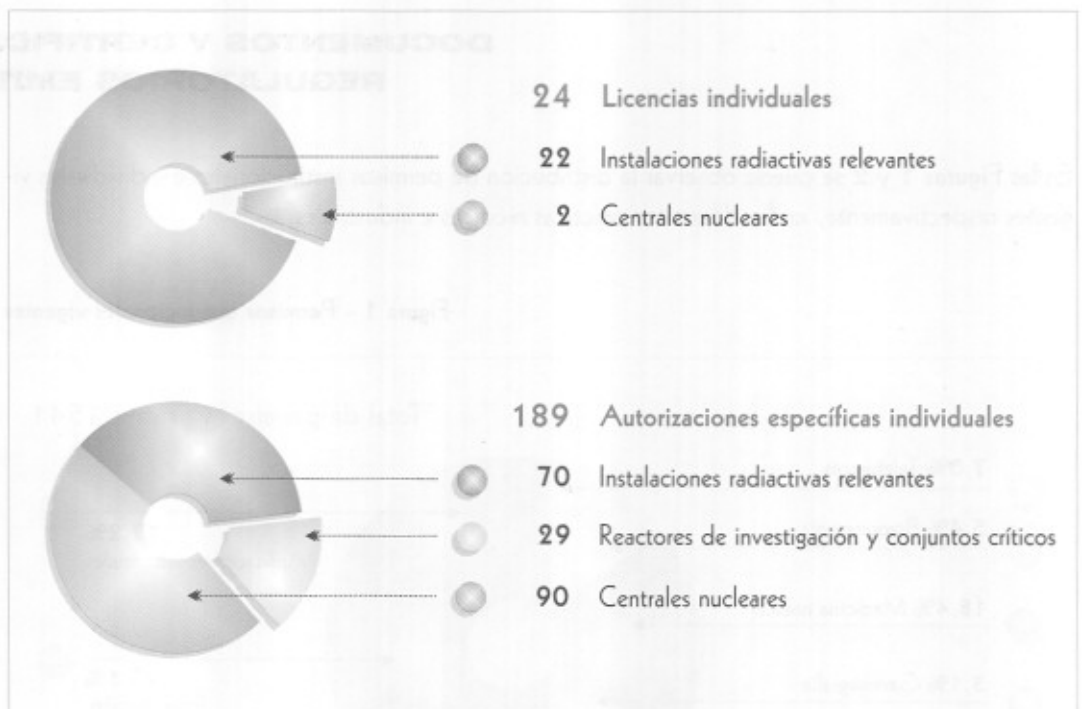 24 Licencias individuales
22 Instalaciones radiactivas relevantes
2 Centrales nucleares
189 Autorizaciones específicas individuales
70 Instalaciones radiactivas relevantes
29 Reactores de investigación y conjuntos críticos
90 Centrales nucleares